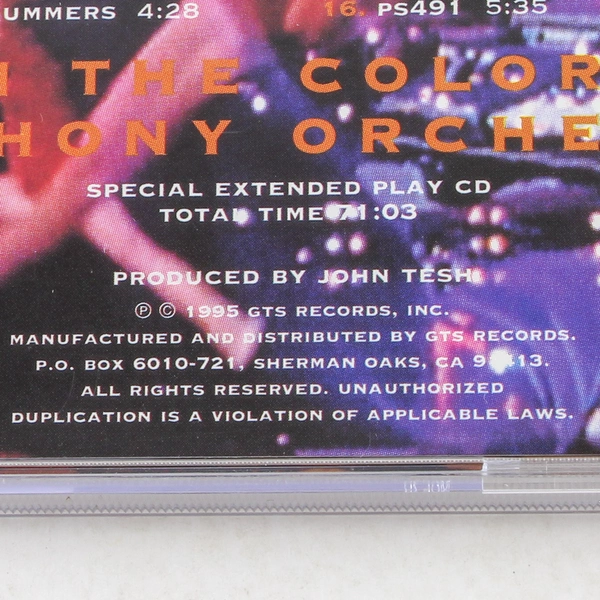 UMMERS 4:28 16. PS491 5:35
THE COLOR
HONY ORCHE
SPECIAL EXTENDED PLAY CD
TOTAL TIME 71:03
PRODUCED BY JOHN TESH
℗ © 1995 GTS RECORDS, INC.
MANUFACTURED AND DISTRIBUTED BY GTS RECORDS.
P.O. BOX 6010-721, SHERMAN OAKS, CA
ALL RIGHTS RESERVED. UNAUTHORIZED
DUPLICATION IS A VIOLATION OF APPLICABLE LAWS.